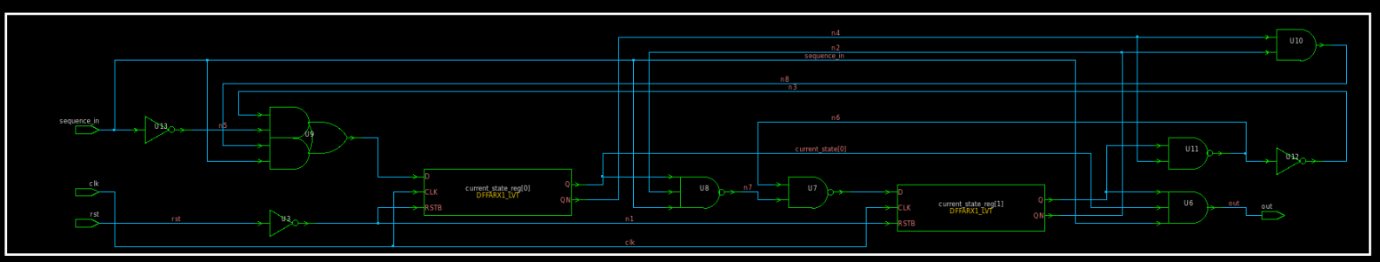 n4
U10
n2
sequence_in
n8
n3
sequence_in
U13
n5
U9
n6
current_state[0]
U11
U12
clk
D
CLK
RSTB
current_state_reg[0]
DFFARX1_LVT
Q
QN
U8
n7
U7
D
CLK
RSTB
current_state_reg[1]
DFFARX1_LVT
Q
QN
U6
out
out
rst
rst
U3
n1
clk